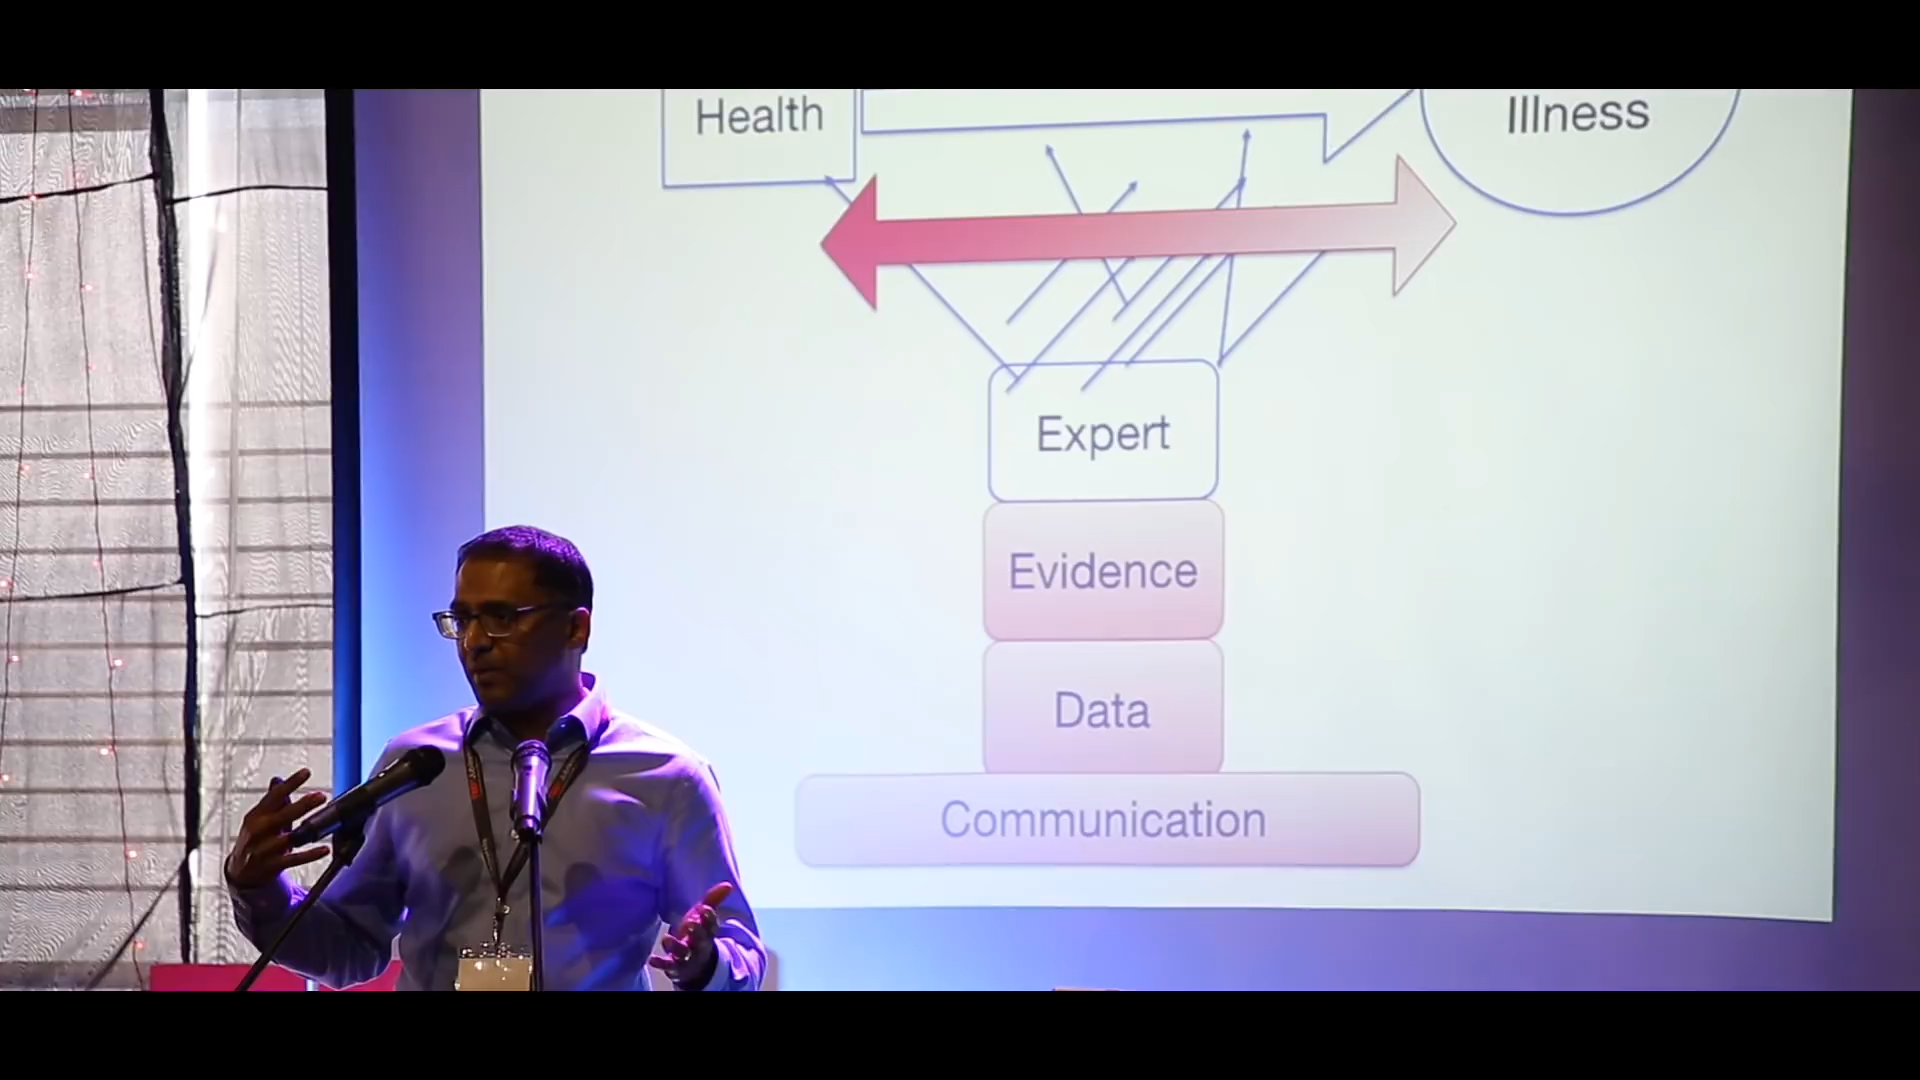 Health
Illness
Expert
Evidence
Data
Communication